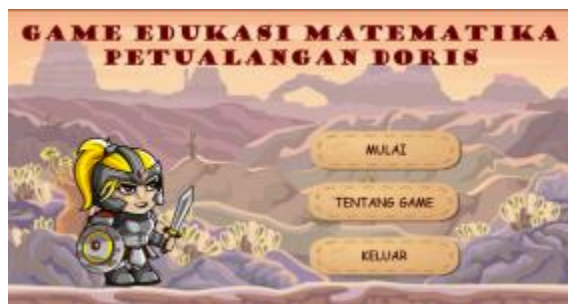 GAME EDUKASI MATEMATIKA
PETUALANGAN DORIS
MULAI
TENTANG GAME
KELUAR